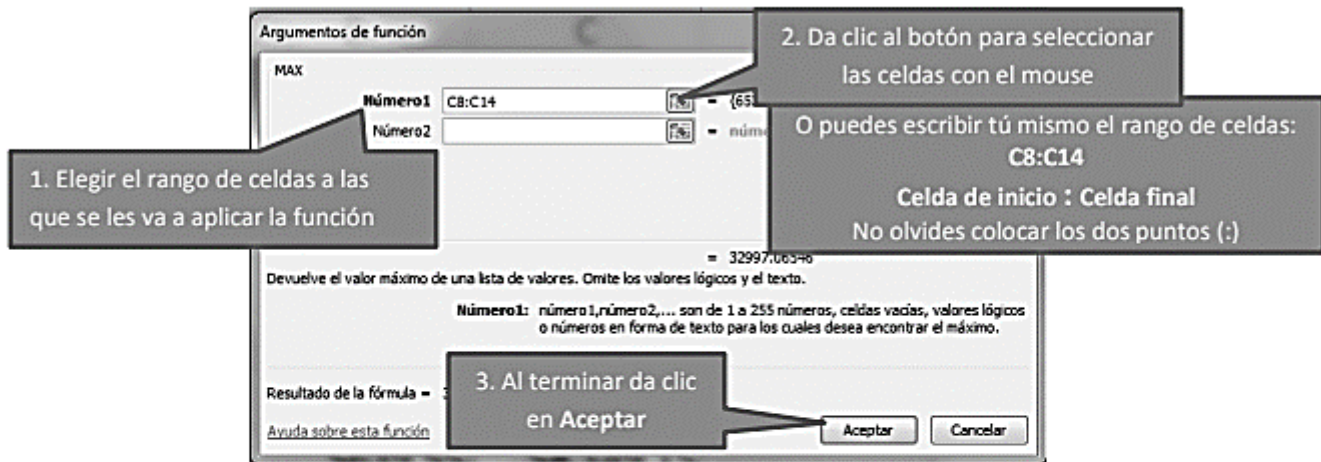 Argumentos de función
MAX
Número1 C8:C14 =
Número2 =
1. Elegir el rango de celdas a las
que se les va a aplicar la función
2. Da clic al botón para seleccionar
las celdas con el mouse
O puedes escribir tú mismo el rango de celdas:
C8:C14
Celda de inicio : Celda final
No olvides colocar los dos puntos (:)
= 32997.06546
Devuelve el valor máximo de una lista de valores. Omite los valores lógicos y el texto.
Número1: número1,número2,... son de 1 a 255 números, celdas vacías, valores lógicos
o números en forma de texto para los cuales desea encontrar el máximo.
3. Al terminar da clic
en Aceptar
Resultado de la fórmula =
Ayuda sobre esta función
Aceptar Cancelar